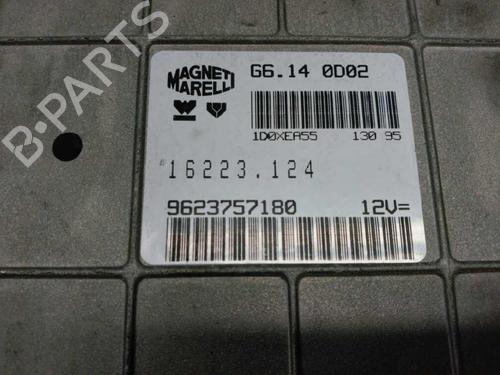 B-PARTS
MAGNETI
MARELLI
G6.14 0D02
1D0XEA55 130 95
16223.124
9623757180 12V=